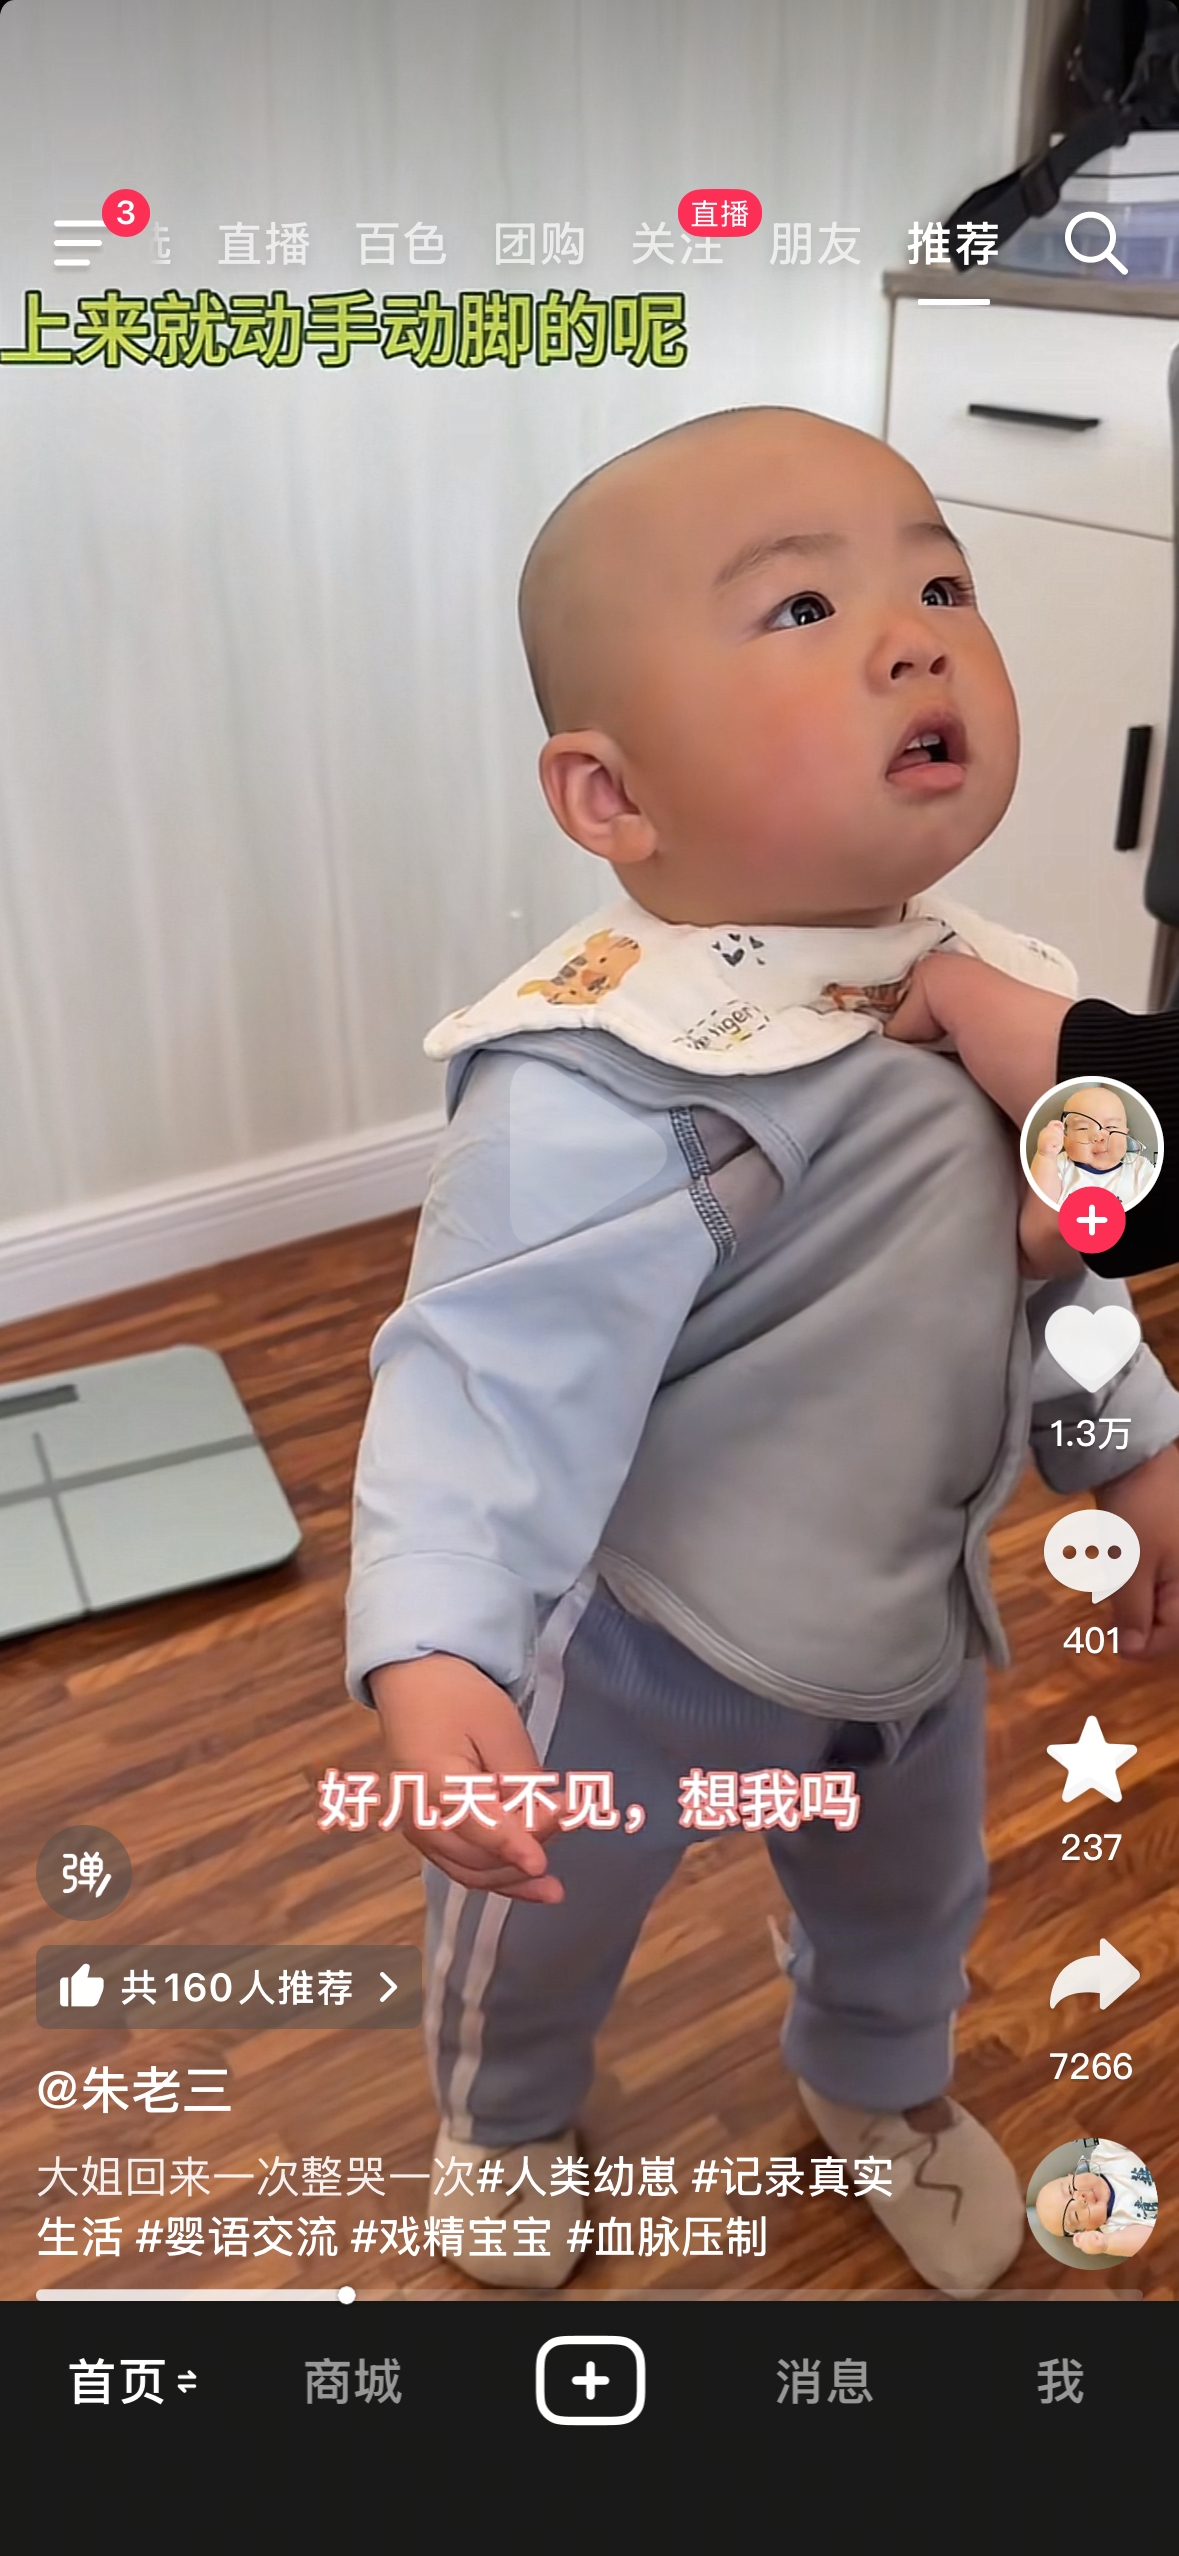 3
选 直播 百色 团购 关注 直播 朋友 推荐
上来就动手动脚的呢
tiger
1.3万
401
好几天不见，想我吗
237
弹
共160人推荐
7266
@朱老三
大姐回来一次整哭一次#人类幼崽 #记录真实
生活 #婴语交流 #戏精宝宝 #血脉压制
首页 商城 消息 我